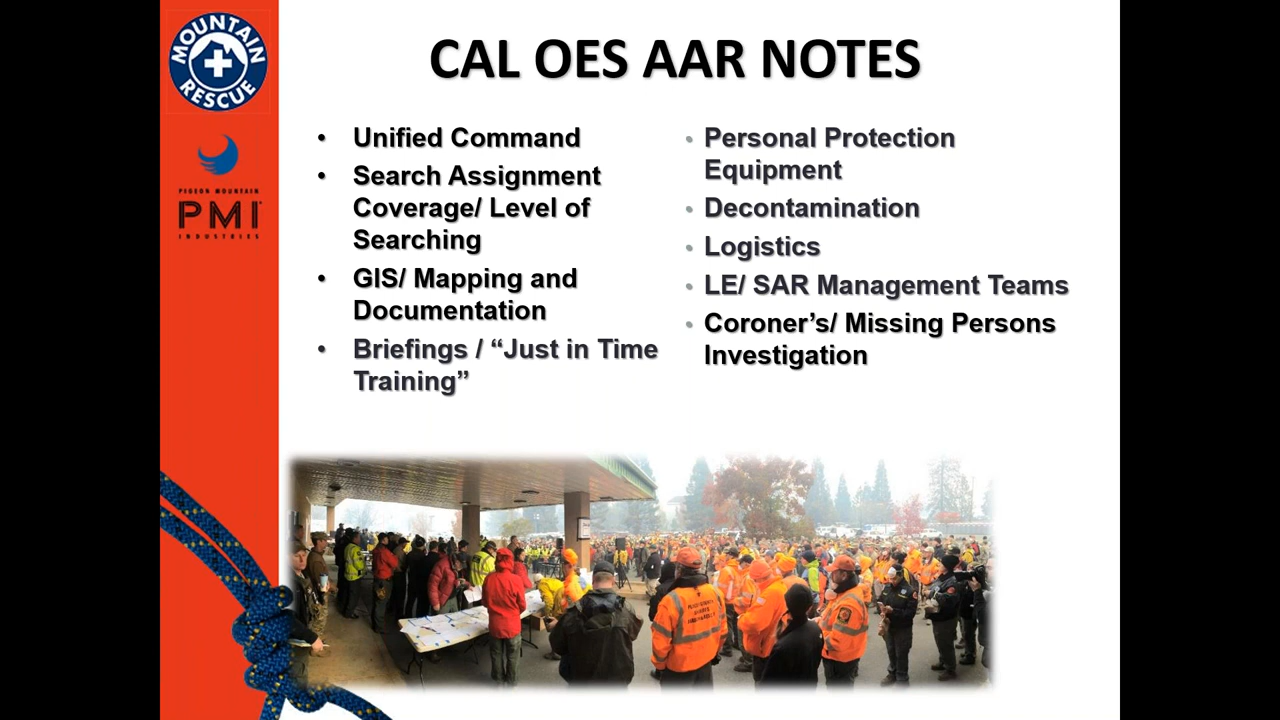 MOUNTAIN
RESCUE
PIGEON MOUNTAIN
PMI
INDUSTRIES
CAL OES AAR NOTES
• Unified Command
• Search Assignment
Coverage/ Level of
Searching
• GIS/ Mapping and
Documentation
• Briefings / “Just in Time
Training”
• Personal Protection
Equipment
• Decontamination
• Logistics
• LE/ SAR Management Teams
• Coroner’s/ Missing Persons
Investigation